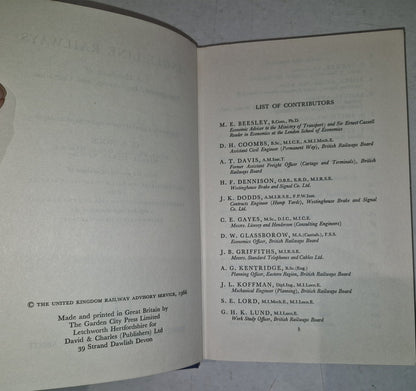 © THE UNITED KINGDOM RAILWAY ADVISORY SERVICE, 1966
Made and printed in Great Britain by
The Garden City Press Limited
Letchworth Hertfordshire for
David & Charles (Publishers) Ltd
39 Strand Dawlish Devon
LIST OF CONTRIBUTORS
M. E. BEESLEY, B.Com., Ph.D.
Economic Adviser to the Ministry of Transport; and Sir Ernest Cassell
Reader in Economics at the London School of Economics
D. H. COOMBS, B.Sc., M.I.C.E., A.M.I.Mech.E.
Assistant Civil Engineer (Permanent Way), British Railways Board
A. T. DAVIS, A.M.Inst.T.
Former Assistant Freight Officer (Cartage and Terminals), British
Railways Board
H. F. DENNISON, O.B.E., E.R.D., M.I.R.S.E.
Westinghouse Brake and Signal Co. Ltd.
J. K. DODDS, A.M.I.R.S.E.,
Contracts Engineer (Hump Yards), Westinghouse Brake and Signal
Co. Ltd.
C. E. GAYES, M.Sc., D.I.C., M.I.C.E.
Messrs. Livesey and Henderson (Consulting Engineers)
D. W. GLASSBOROW, M.A.(Cantab.), F.S.S.
Economics Officer, British Railways Board
J. B. GRIFFITHS, M.I.R.S.E.
Messrs. Standard Telephones and Cables Ltd.
A. G. KENTRIDGE, B.Sc (Eng.)
Planning Officer, Eastern Region, British Railways Board
J. L. KOFFMAN, Dipl.Ing., M.I.Loco.E.
Mechanical Engineer (Planning), British Railways Board
S. E. LORD, M.I.Mech.E., M.I.Loco.E.
G. H. K. LUND, M.I.Loco.E.
Work Study Officer, British Railways Board
5